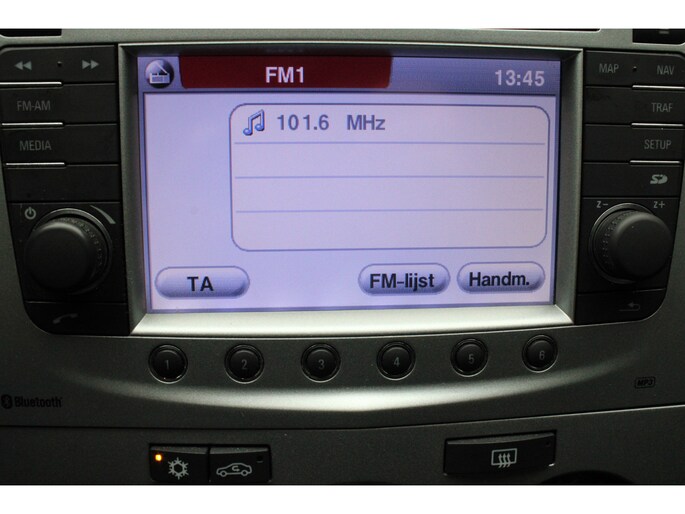 FM1 13:45
MAP NAV
FM-AM
TRAF
101.6 MHz
MEDIA
SETUP
SD
z- z+
TA FM-lijst Handm.
1 2 3 4 5 6
MP3
Bluetooth